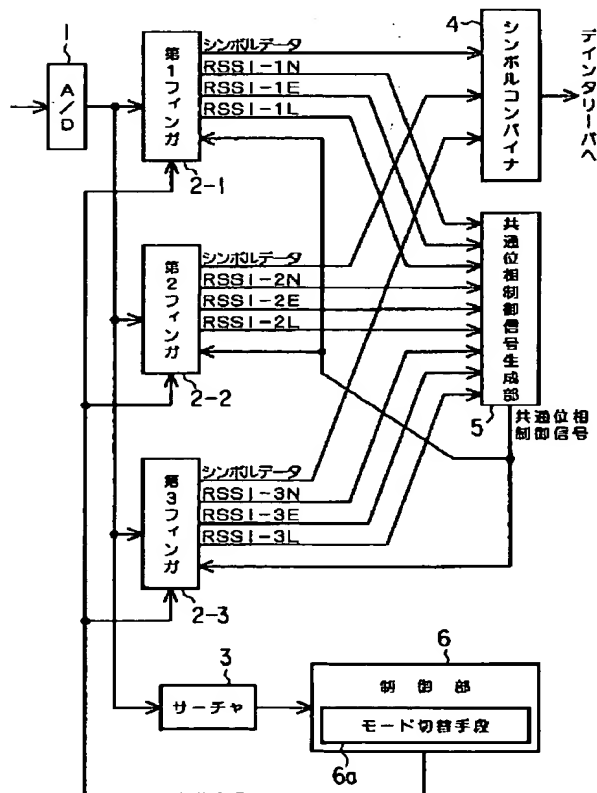 1
A/D
第1フィンガ
2-1
シンボルデータ
RSSI-1N
RSSI-1E
RSSI-1L
4
シンボルコンバイナ
デインタリーバへ
第2フィンガ
2-2
シンボルデータ
RSSI-2N
RSSI-2E
RSSI-2L
共通位相制御信号生成部
5
共通位相
制御信号
第3フィンガ
2-3
シンボルデータ
RSSI-3N
RSSI-3E
RSSI-3L
3
サーチャ
6
制御部
モード切替手段
6a